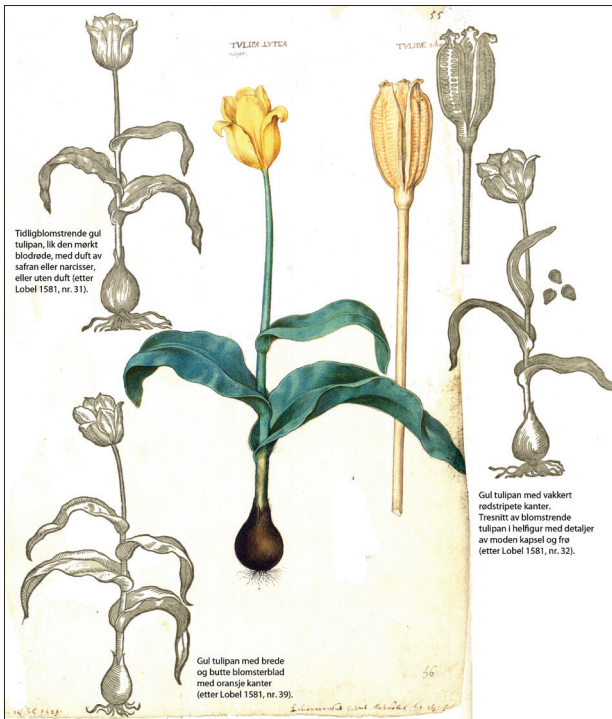 55
TVLIPA LVTEA
TVLIPÆ
Tidligblomstrende gul
tulipan, lik den mørkt
blodrøde, med duft av
safran eller narcisser,
eller uten duft (etter
Lobel 1581, nr. 31).
Gul tulipan med vakkert
rødstripete kanter.
Tresnitt av blomstrende
tulipan i helfigur med detaljer
av moden kapsel og frø
(etter Lobel 1581, nr. 32).
Gul tulipan med brede
og butte blomsterblad
med oransje kanter
(etter Lobel 1581, nr. 39).
56